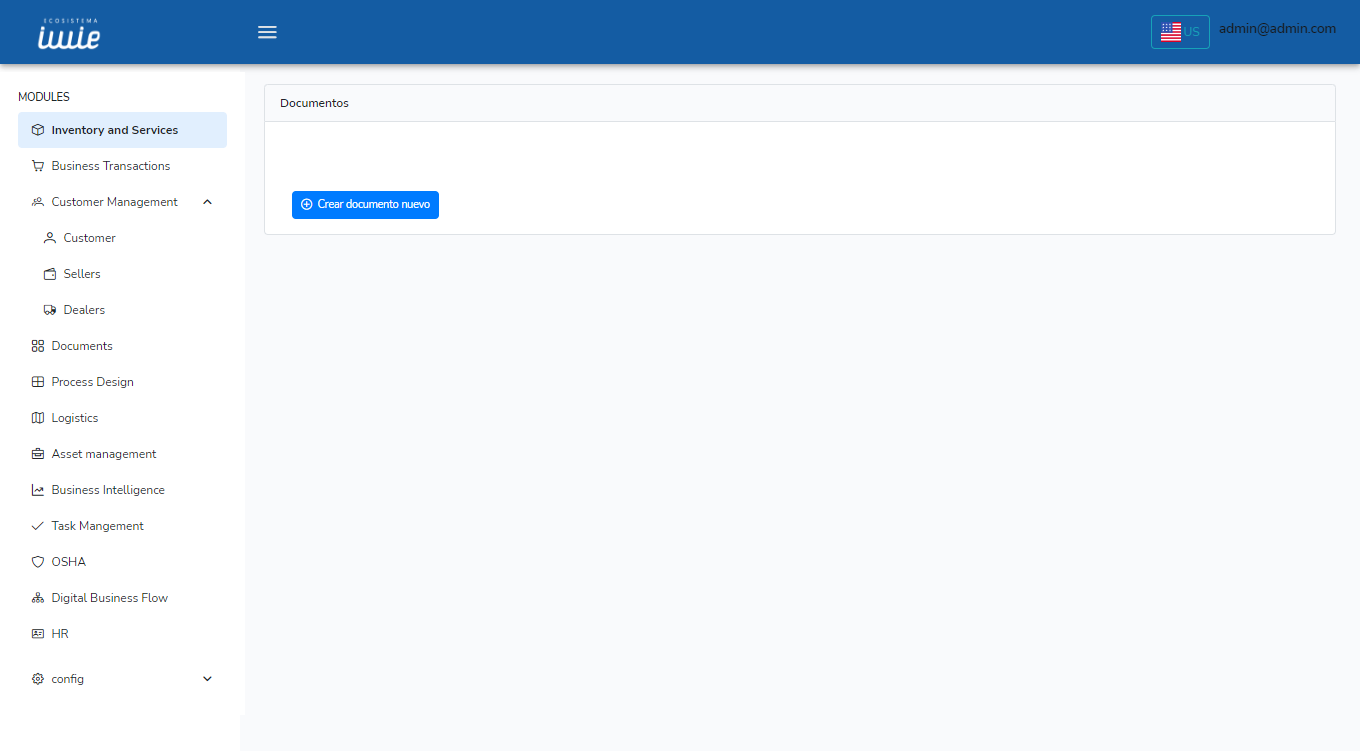 ECOSISTEMA
iwie
US
admin@admin.com
MODULES
Inventory and Services
Business Transactions
Customer Management
Customer
Sellers
Dealers
Documents
Process Design
Logistics
Asset management
Business Intelligence
Task Mangement
OSHA
Digital Business Flow
HR
config
Documentos
Crear documento nuevo